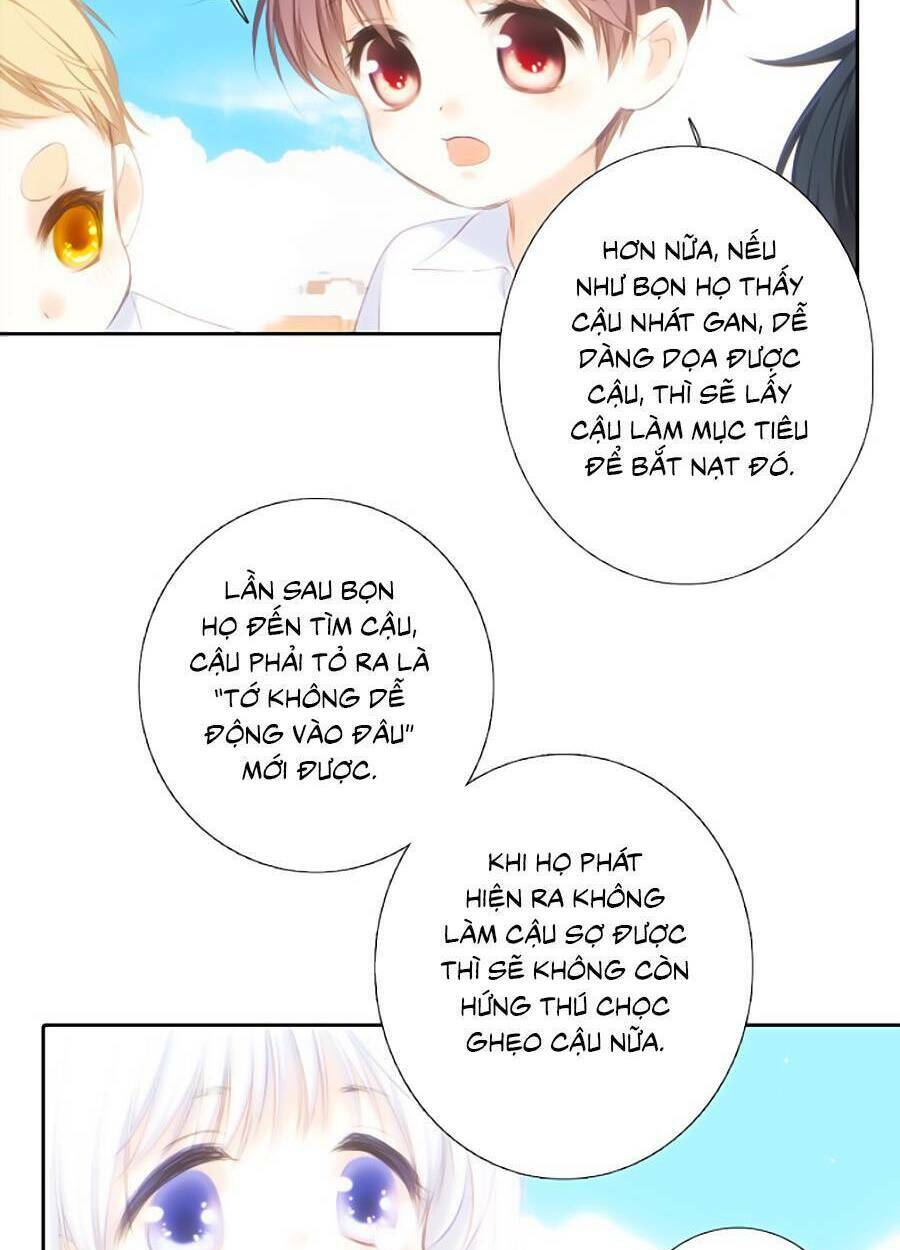 HƠN NỮA, NẾU
NHƯ BỌN HỌ THẤY
CẬU NHÁT GAN, DỄ
DÀNG DỌA ĐƯỢC
CẬU, THÌ SẼ LẤY
CẬU LÀM MỤC TIÊU
ĐỂ BẮT NẠT ĐÓ.
LẦN SAU BỌN
HỌ ĐẾN TÌM CẬU,
CẬU PHẢI TỎ RA LÀ
"TỚ KHÔNG DỄ
ĐỘNG VÀO ĐÂU"
MỚI ĐƯỢC.
KHI HỌ PHÁT
HIỆN RA KHÔNG
LÀM CẬU SỢ ĐƯỢC
THÌ SẼ KHÔNG CÒN
HỨNG THÚ CHỌC
GHẸO CẬU NỮA.